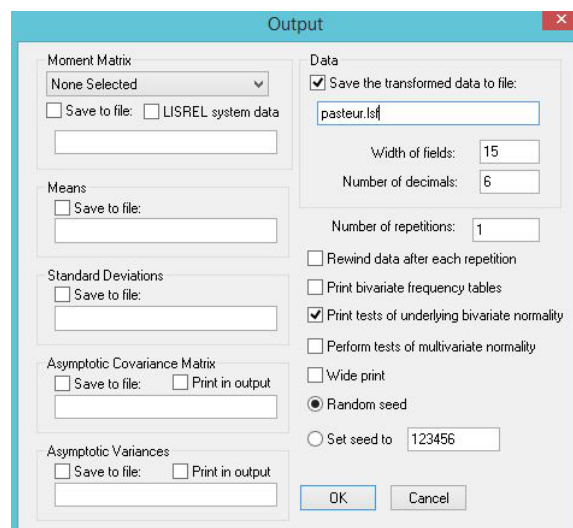 Output
Moment Matrix
None Selected
Save to file:
LISREL system data
Means
Save to file:
Standard Deviations
Save to file:
Asymptotic Covariance Matrix
Save to file:
Print in output
Asymptotic Variances
Save to file:
Print in output
Data
Save the transformed data to file:
pasteur.lsf
Width of fields: 15
Number of decimals: 6
Number of repetitions: 1
Rewind data after each repetition
Print bivariate frequency tables
Print tests of underlying bivariate normality
Perform tests of multivariate normality
Wide print
Random seed
Set seed to 123456
OK
Cancel